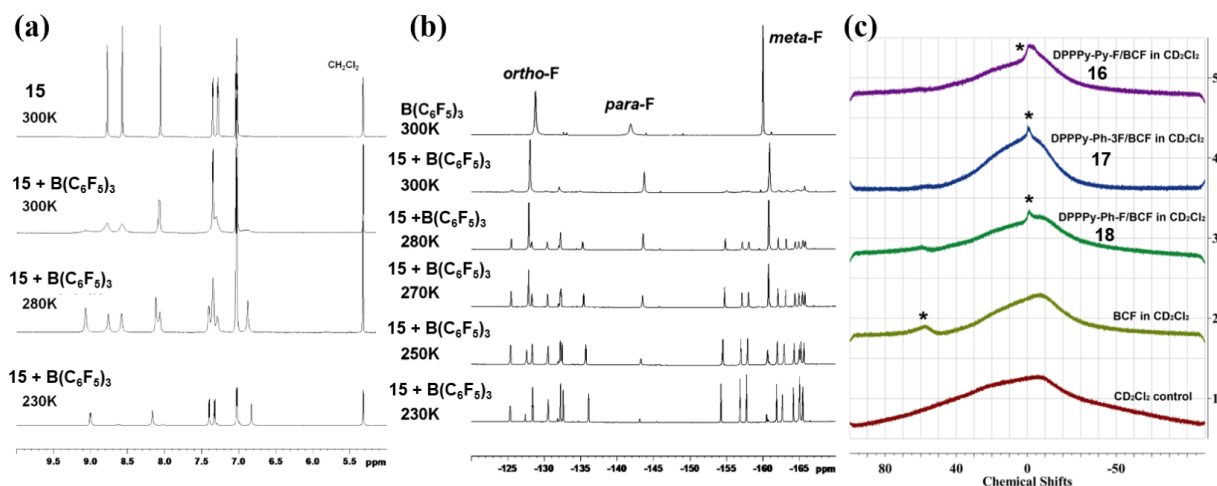 (a)
15
300K
CH₂Cl₂
15 + B(C₆F₅)₃
300K
15 + B(C₆F₅)₃
280K
15 + B(C₆F₅)₃
230K
9.5 9.0 8.5 8.0 7.5 7.0 6.5 6.0 5.5 ppm
(b)
ortho-F
para-F
meta-F
B(C₆F₅)₃
300K
15 + B(C₆F₅)₃
300K
15 +B(C₆F₅)₃
280K
15 + B(C₆F₅)₃
270K
15 + B(C₆F₅)₃
250K
15 + B(C₆F₅)₃
230K
-125 -130 -135 -140 -145 -150 -155 -160 -165 ppm
(c)
* DPPPy-Py-F/BCF in CD₂Cl₂
16
* DPPPy-Ph-3F/BCF in CD₂Cl₂
17
* DPPPy-Ph-F/BCF in CD₂Cl₂
18
* BCF in CD₂Cl₂
CD₂Cl₂ control
5
4
3
2
1
80 40 0 -50
Chemical Shifts